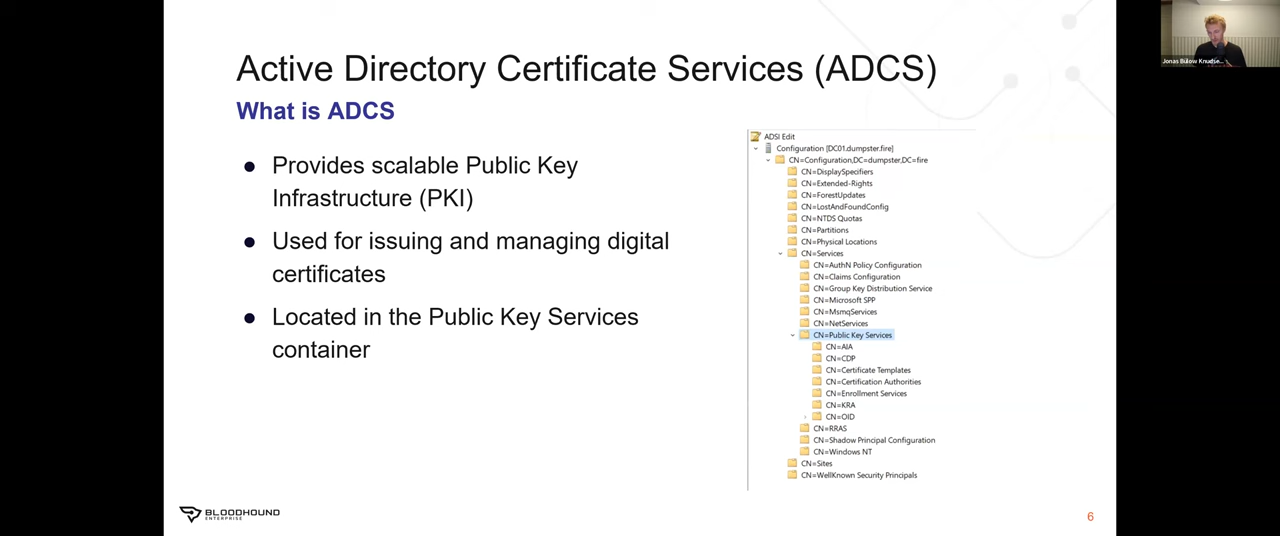 Active Directory Certificate Services (ADCS)
What is ADCS
Provides scalable Public Key
Infrastructure (PKI)
Used for issuing and managing digital
certificates
Located in the Public Key Services
container
ADSI Edit
Configuration [DC01.dumpster.fire]
CN=Configuration,DC=dumpster,DC=fire
CN=DisplaySpecifiers
CN=Extended-Rights
CN=ForestUpdates
CN=LostAndFoundConfig
CN=NTDS Quotas
CN=Partitions
CN=Physical Locations
CN=Services
CN=AuthN Policy Configuration
CN=Claims Configuration
CN=Group Key Distribution Service
CN=Microsoft SPP
CN=MsmqServices
CN=NetServices
CN=Public Key Services
CN=AIA
CN=CDP
CN=Certificate Templates
CN=Certification Authorities
CN=Enrollment Services
CN=KRA
CN=OID
CN=RRAS
CN=Shadow Principal Configuration
CN=Windows NT
CN=Sites
CN=WellKnown Security Principals
BLOODHOUND
ENTERPRISE
6
Jonas Bülow Knudse...